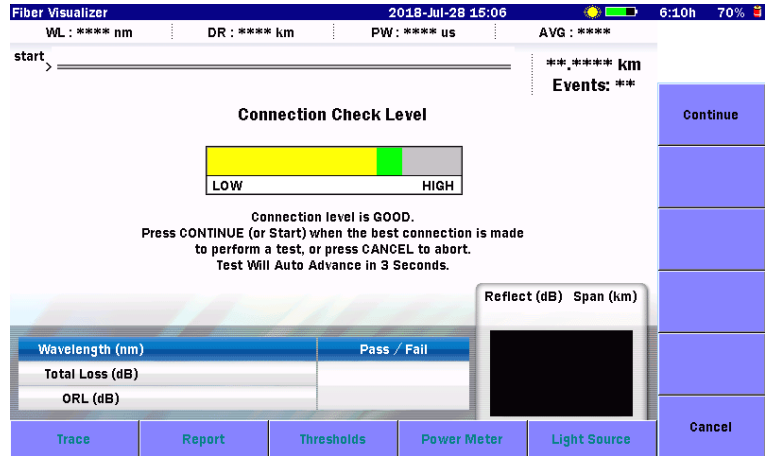 Fiber Visualizer 2018-Jul-28 15:06 6:10h 70%
WL : **** nm DR : **** km PW : **** us AVG : ****
start
**.**** km
Events: **
Connection Check Level
LOW HIGH
Connection level is GOOD.
Press CONTINUE (or Start) when the best connection is made
to perform a test, or press CANCEL to abort.
Test Will Auto Advance in 3 Seconds.
Reflect (dB) Span (km)
Wavelength (nm) Pass / Fail
Total Loss (dB)
ORL (dB)
Continue
Cancel
Trace Report Thresholds Power Meter Light Source